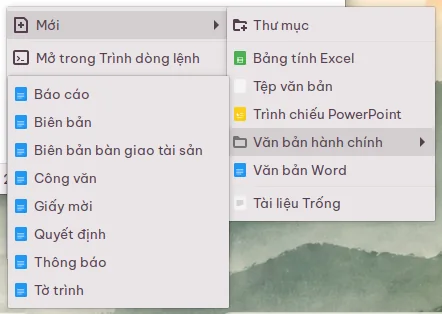 Mới
Mở trong Trình dòng lệnh
Thư mục
Bảng tính Excel
Tệp văn bản
Trình chiếu PowerPoint
Văn bản hành chính
Văn bản Word
Tài liệu Trống
Báo cáo
Biên bản
Biên bản bàn giao tài sản
Công văn
Giấy mời
Quyết định
Thông báo
Tờ trình